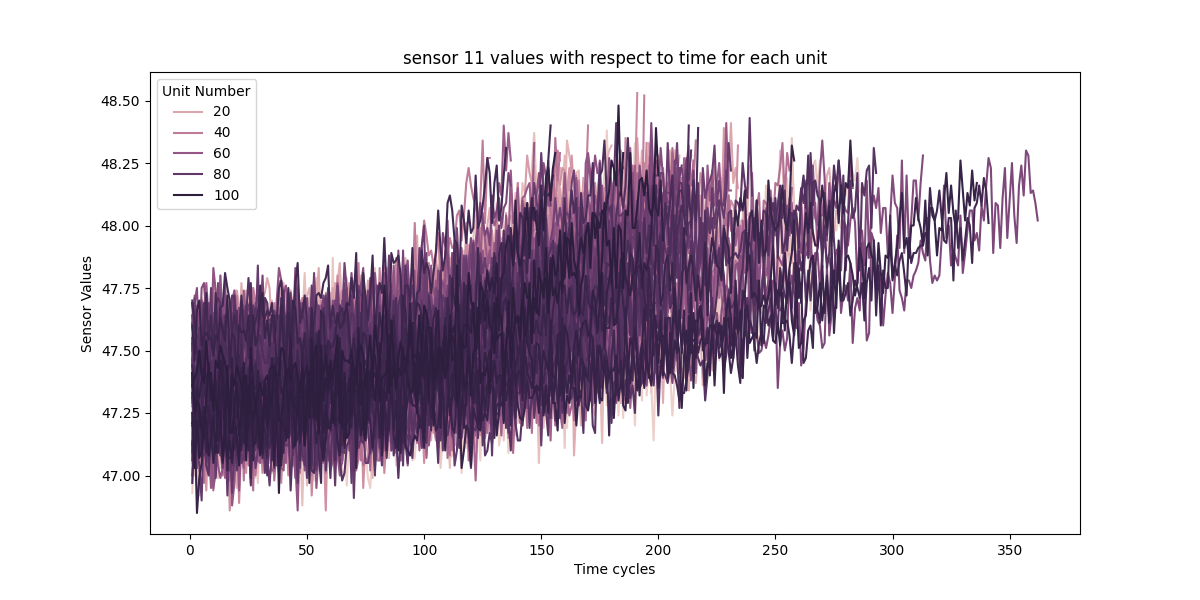 sensor 11 values with respect to time for each unit
Unit Number
20
40
60
80
100
Sensor Values
48.50
48.25
48.00
47.75
47.50
47.25
47.00
0 50 100 150 200 250 300 350
Time cycles